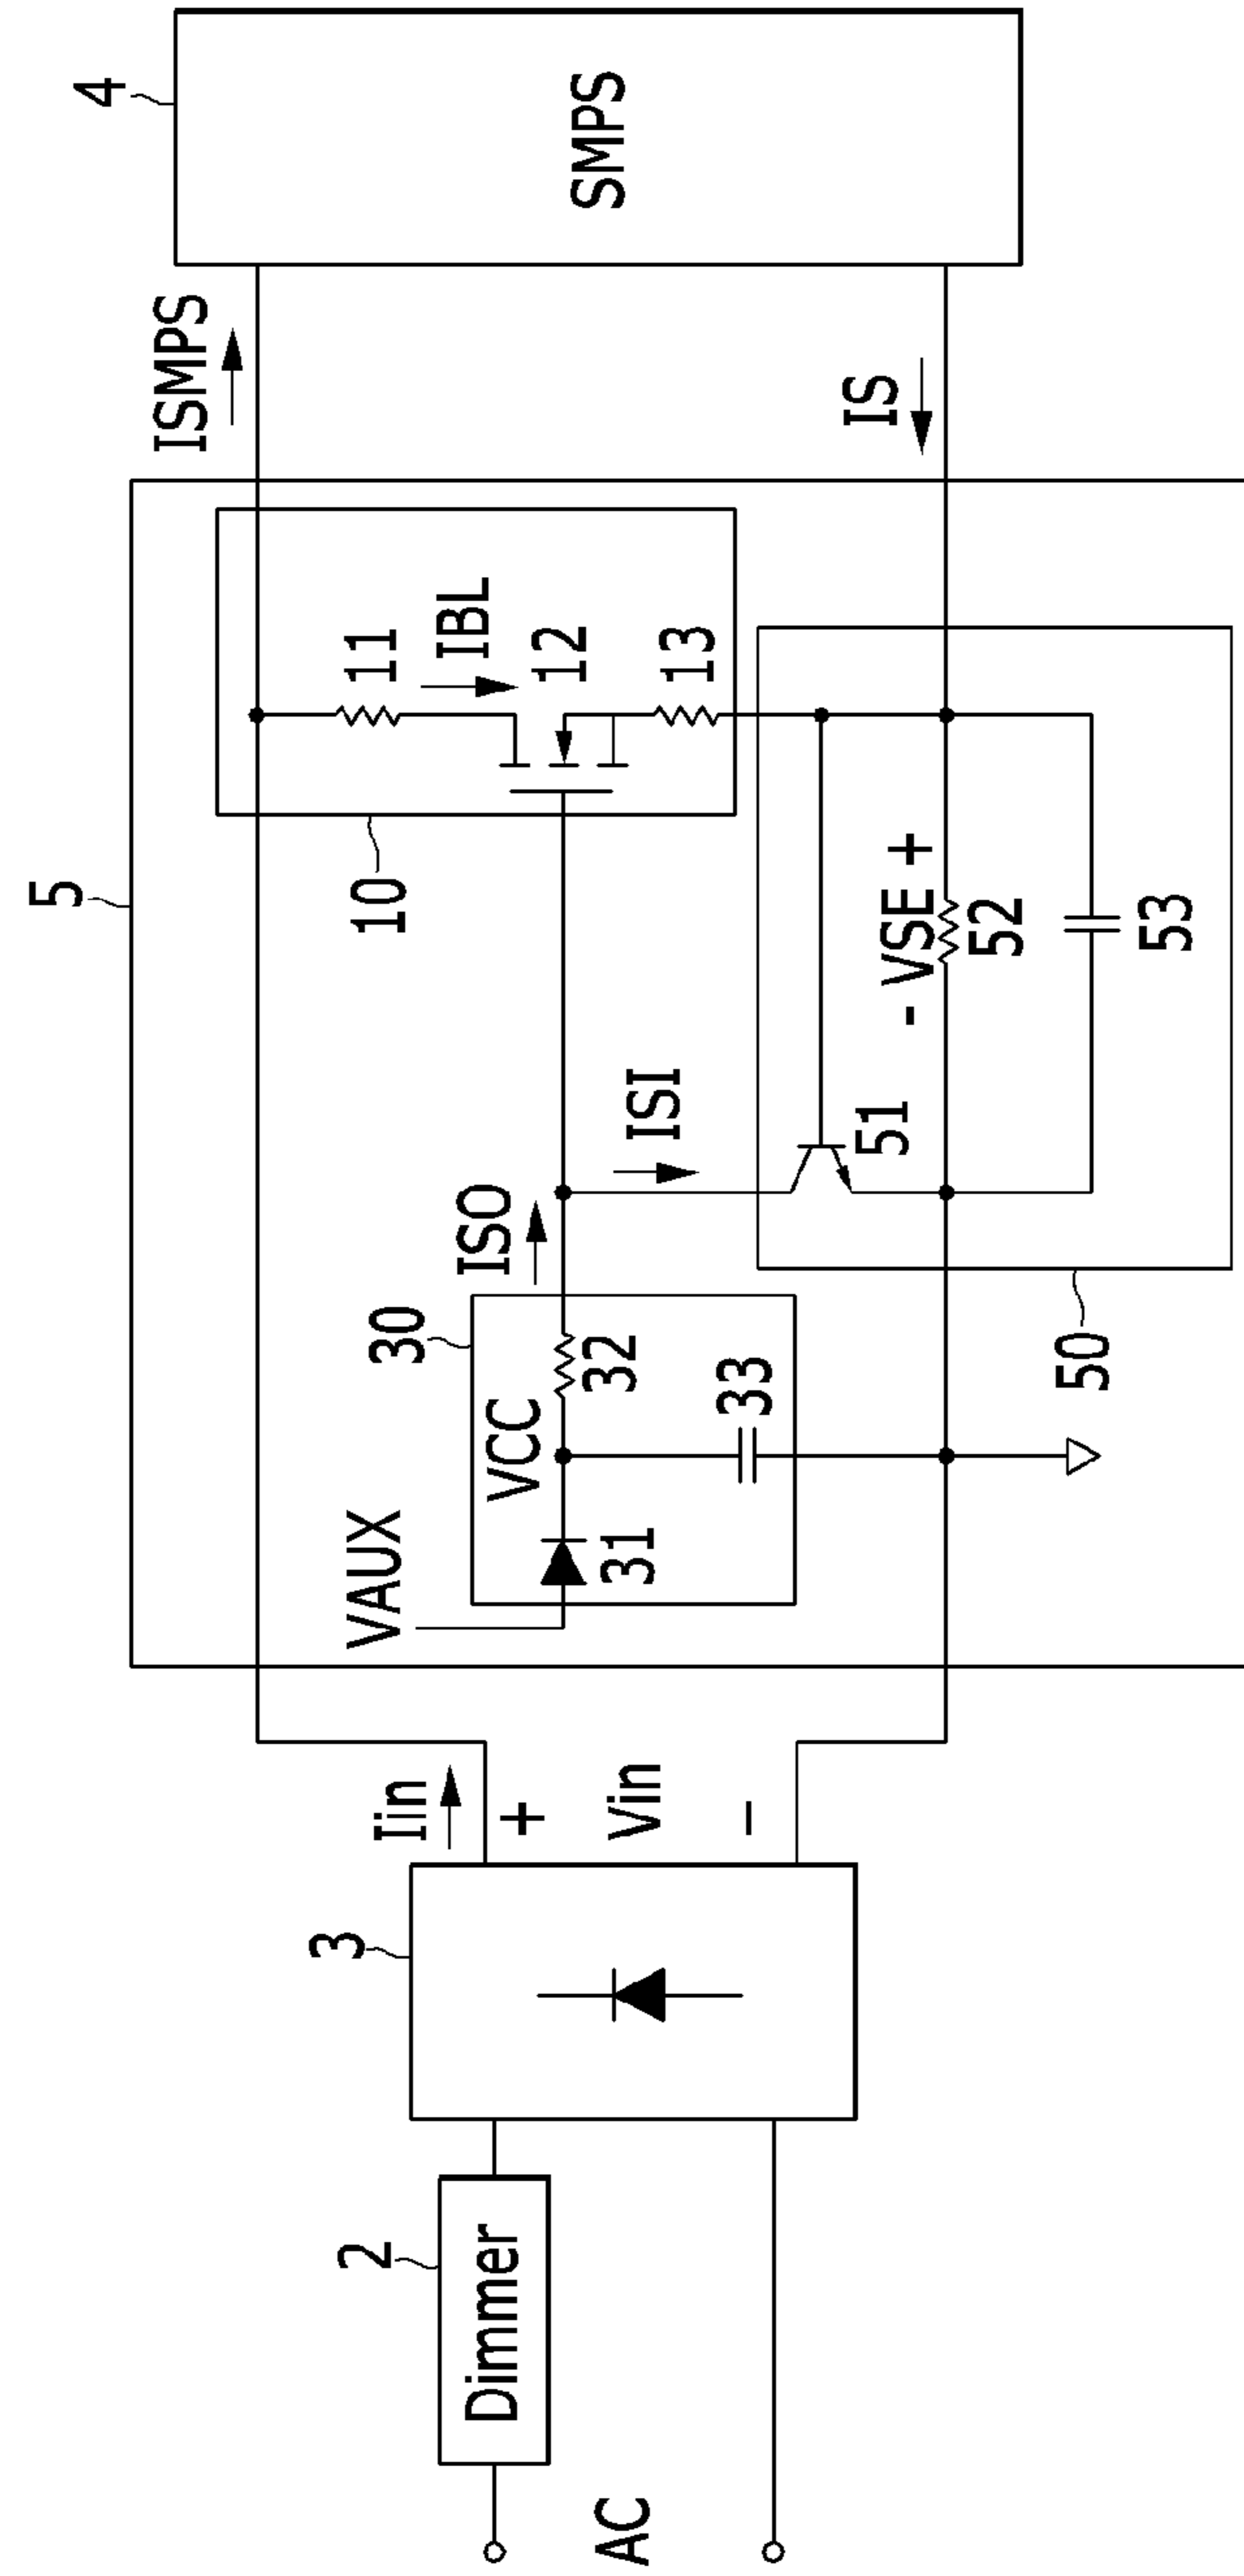 5
4
ISMPS
SMPS
11
IBL
12
13
10
IS
VAUX
30
VCC
ISO
32
31
33
ISI
51
- VSE +
52
53
50
3
Iin
+
Vin
-
2
Dimmer
AC